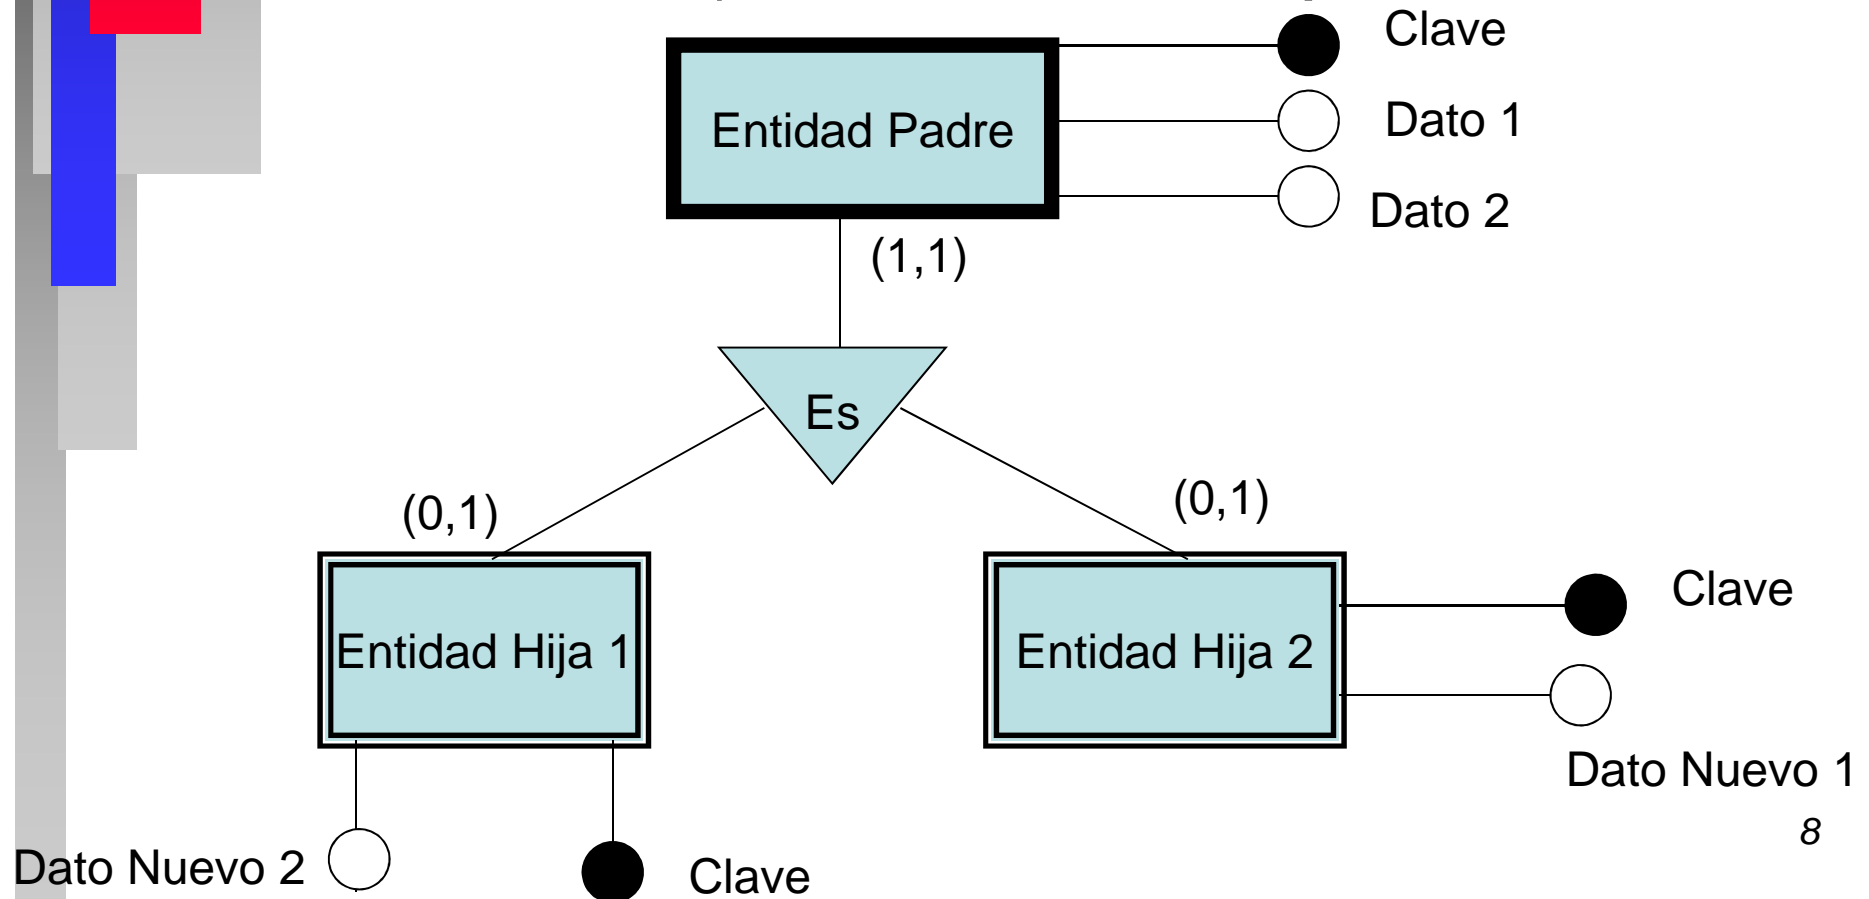 Clave
Entidad Padre
Dato 1
Dato 2
(1,1)
Es
(0,1)
(0,1)
Entidad Hija 1
Entidad Hija 2
Clave
Dato Nuevo 1
8
Dato Nuevo 2
Clave